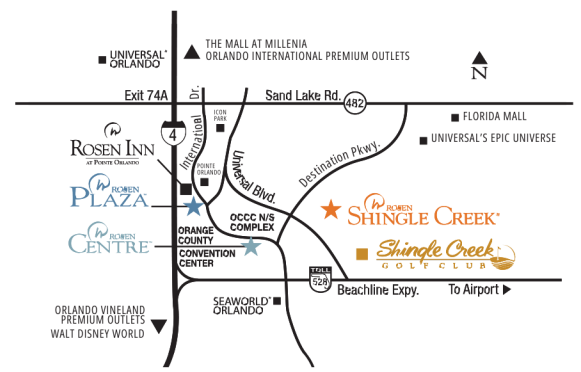 THE MALL AT MILLENIA
ORLANDO INTERNATIONAL PREMIUM OUTLETS
UNIVERSAL®
ORLANDO
N
Exit 74A
International Dr.
Sand Lake Rd.
482
ICON
PARK
FLORIDA MALL
UNIVERSAL'S EPIC UNIVERSE
4
ROSEN INN
AT POINTE ORLANDO
POINTE
ORLANDO
Universal Blvd.
Destination Pkwy.
ROSEN
PLAZA™
ROSEN
CENTRE™
OCCC N/S
COMPLEX
ORANGE
COUNTY
CONVENTION
CENTER
ROSEN
SHINGLE CREEK®
Shingle Creek
GOLF CLUB
TOLL
528
Beachline Expy.
To Airport
SEAWORLD®
ORLANDO
ORLANDO VINELAND
PREMIUM OUTLETS
WALT DISNEY WORLD